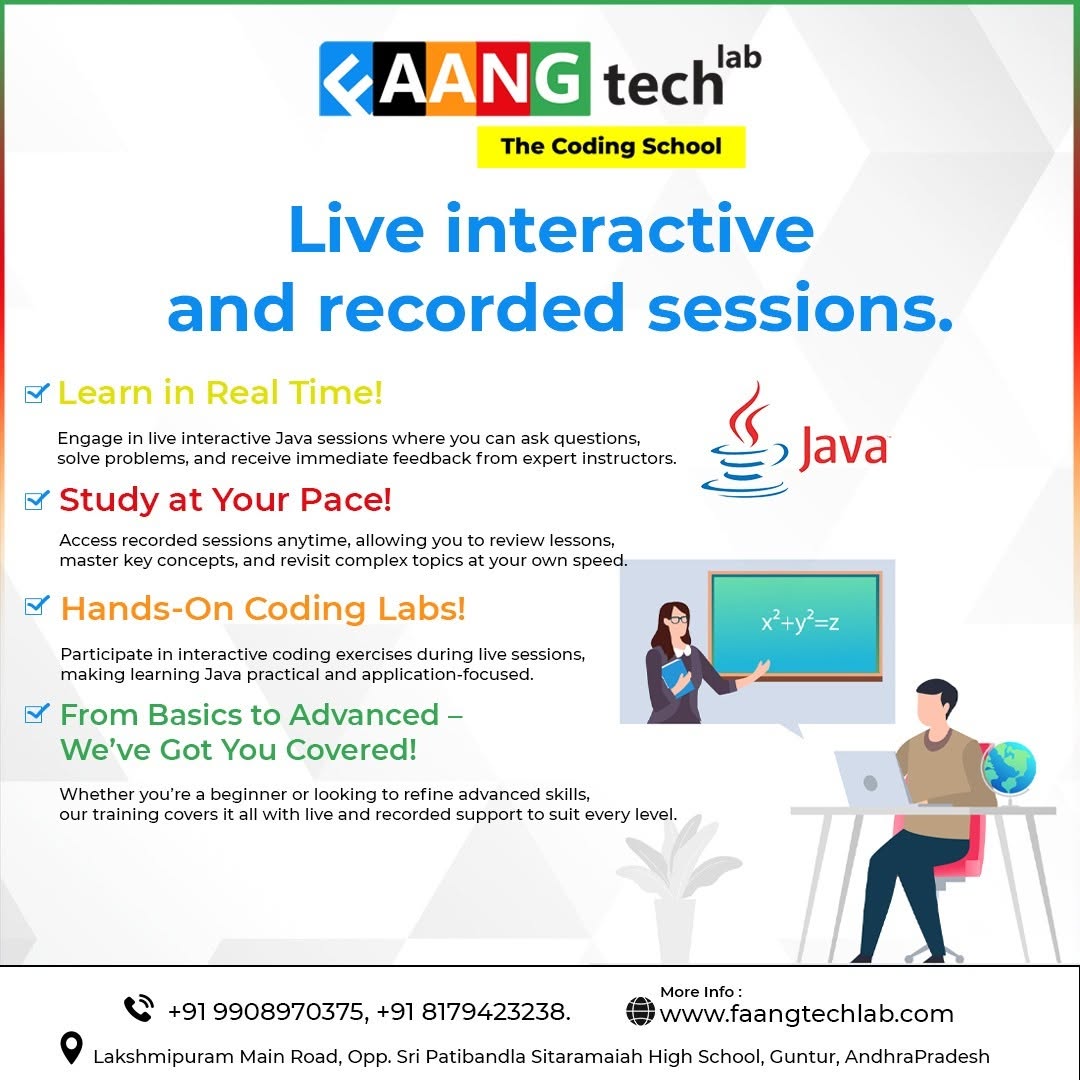 FAANG tech lab
The Coding School
Live interactive
and recorded sessions.
Learn in Real Time!
Engage in live interactive Java sessions where you can ask questions,
solve problems, and receive immediate feedback from expert instructors.
Java
Study at Your Pace!
Access recorded sessions anytime, allowing you to review lessons,
master key concepts, and revisit complex topics at your own speed.
Hands-On Coding Labs!
Participate in interactive coding exercises during live sessions,
making learning Java practical and application-focused.
x²+y²=z
From Basics to Advanced –
We’ve Got You Covered!
Whether you’re a beginner or looking to refine advanced skills,
our training covers it all with live and recorded support to suit every level.
+91 9908970375, +91 8179423238.
More Info :
www.faangtechlab.com
Lakshmipuram Main Road, Opp. Sri Patibandla Sitaramaiah High School, Guntur, AndhraPradesh